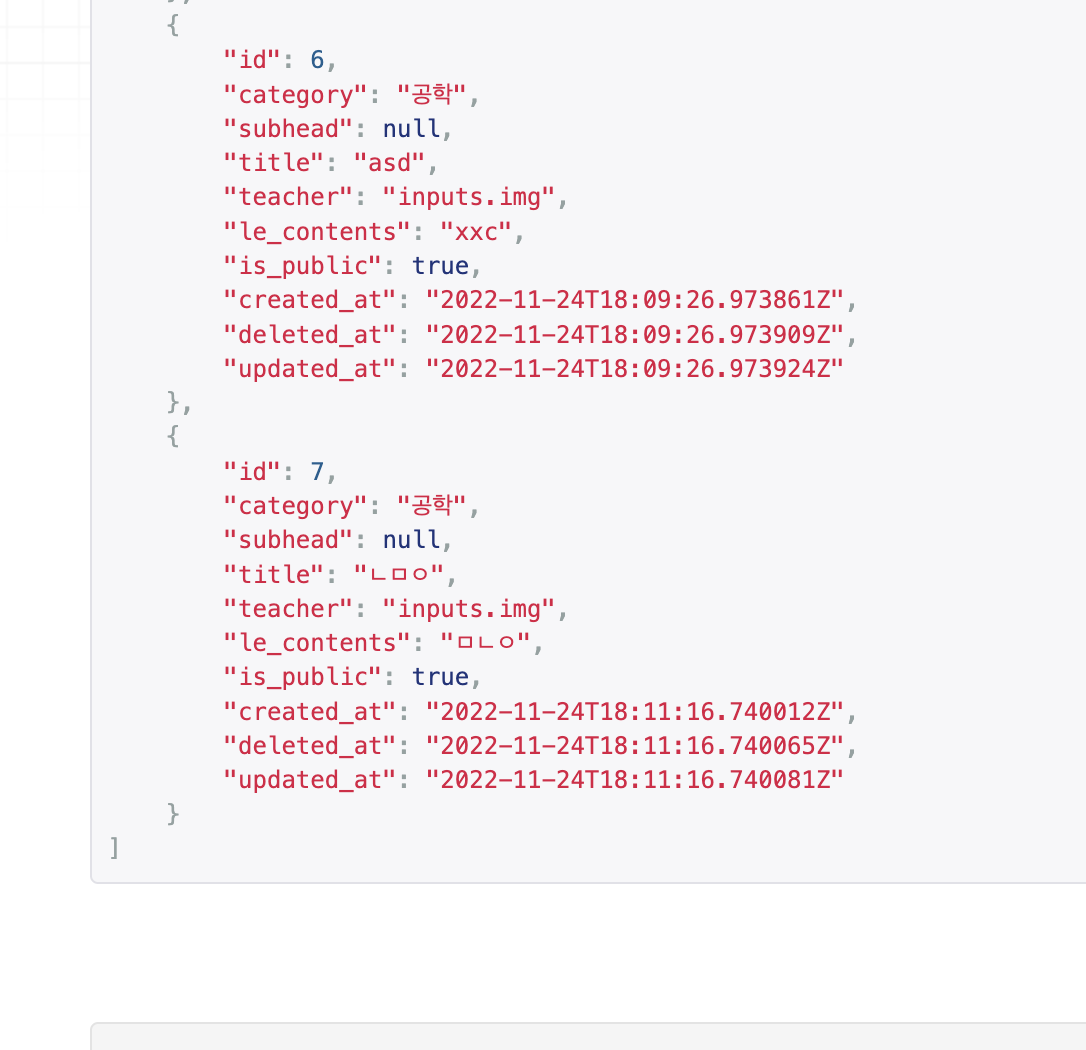 {
"id": 6,
"category": "공학",
"subhead": null,
"title": "asd",
"teacher": "inputs.img",
"le_contents": "xxc",
"is_public": true,
"created_at": "2022-11-24T18:09:26.973861Z",
"deleted_at": "2022-11-24T18:09:26.973909Z",
"updated_at": "2022-11-24T18:09:26.973924Z"
},
{
"id": 7,
"category": "공학",
"subhead": null,
"title": "ㄴㅁㅇ",
"teacher": "inputs.img",
"le_contents": "ㅁㄴㅇ",
"is_public": true,
"created_at": "2022-11-24T18:11:16.740012Z",
"deleted_at": "2022-11-24T18:11:16.740065Z",
"updated_at": "2022-11-24T18:11:16.740081Z"
}
]